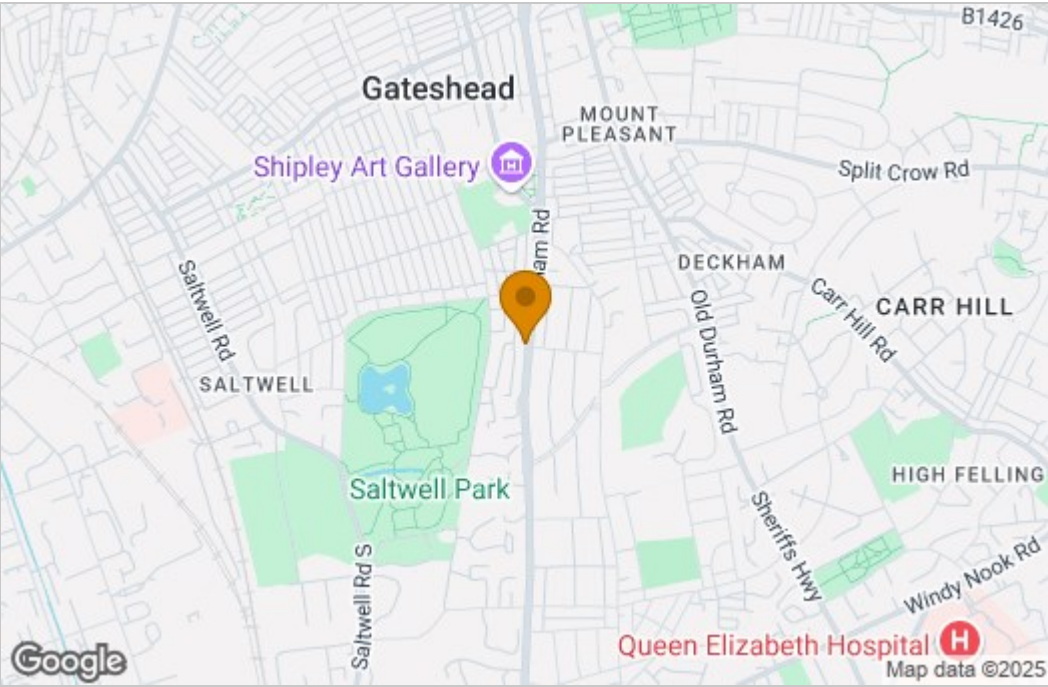 B1426
Gateshead
MOUNT
PLEASANT
Shipley Art Gallery
Split Crow Rd
ham Rd
DECKHAM
Saltwell Rd
Old Durham Rd
Carr Hill Rd
CARR HILL
SALTWELL
HIGH FELLING
Saltwell Park
Sheriffs Hwy
Saltwell Rd S
Windy Nook Rd
Queen Elizabeth Hospital
H
Google
Map data ©2025